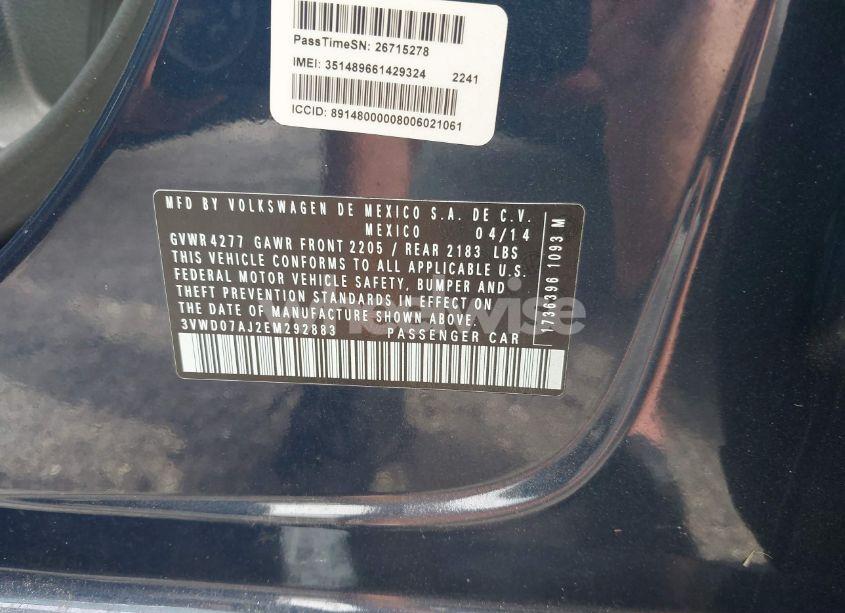 PassTimeSN: 26715278
IMEI: 351489661429324 2241
ICCID: 89148000008006021061
MFD BY VOLKSWAGEN DE MEXICO S.A. DE C.V.
MEXICO 04/14
GVWR 4277 GAWR FRONT 2205 / REAR 2183 LBS
THIS VEHICLE CONFORMS TO ALL APPLICABLE U.S.
FEDERAL MOTOR VEHICLE SAFETY, BUMPER AND
THEFT PREVENTION STANDARDS IN EFFECT ON
THE DATE OF MANUFACTURE SHOWN ABOVE.
3VWD07AJ2EM292883 PASSENGER CAR
1736396 1093 M